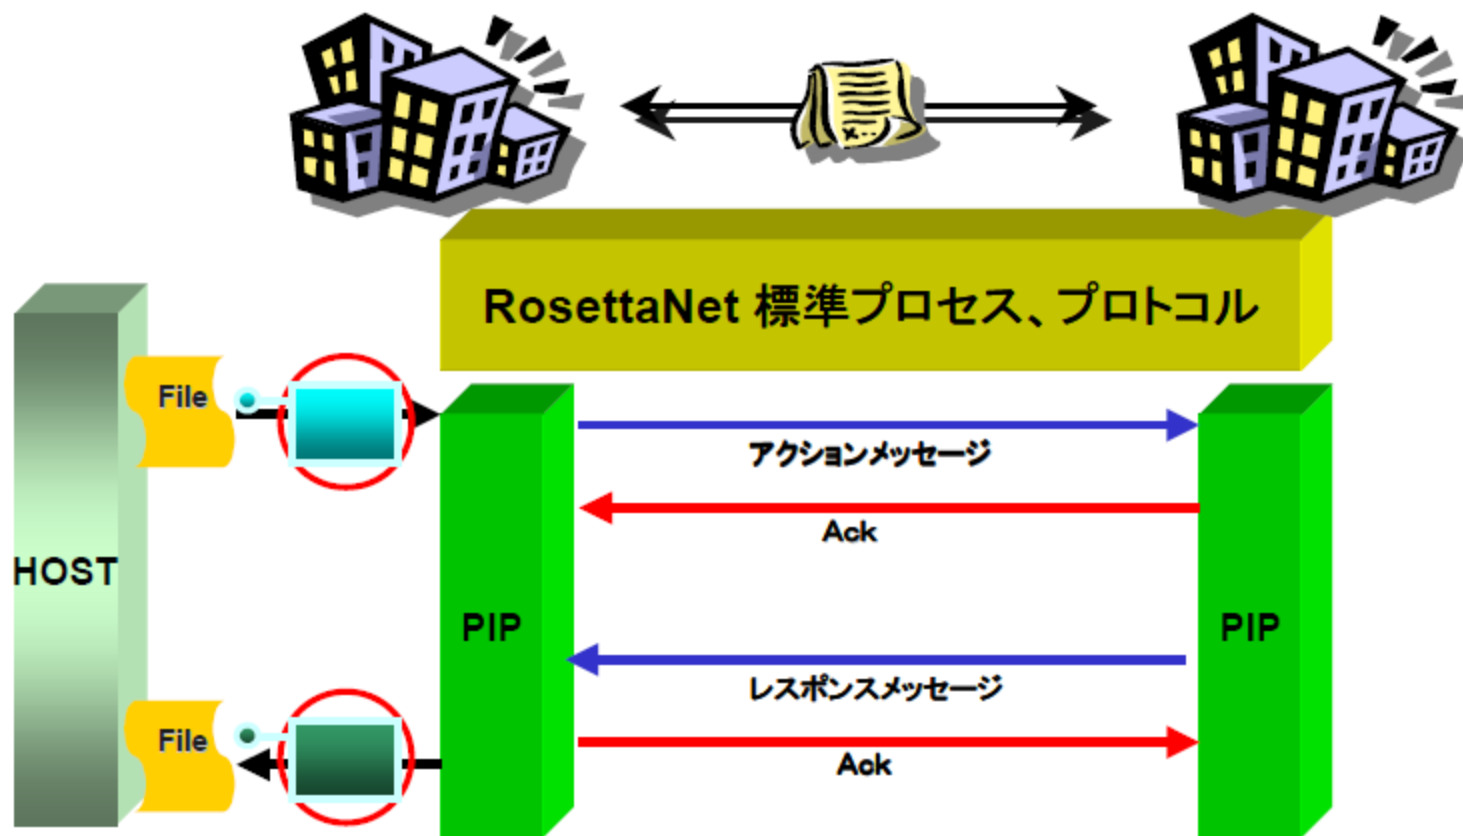 RosettaNet 標準プロセス、プロトコル
File
アクションメッセージ
Ack
HOST
PIP
PIP
レスポンスメッセージ
File
Ack